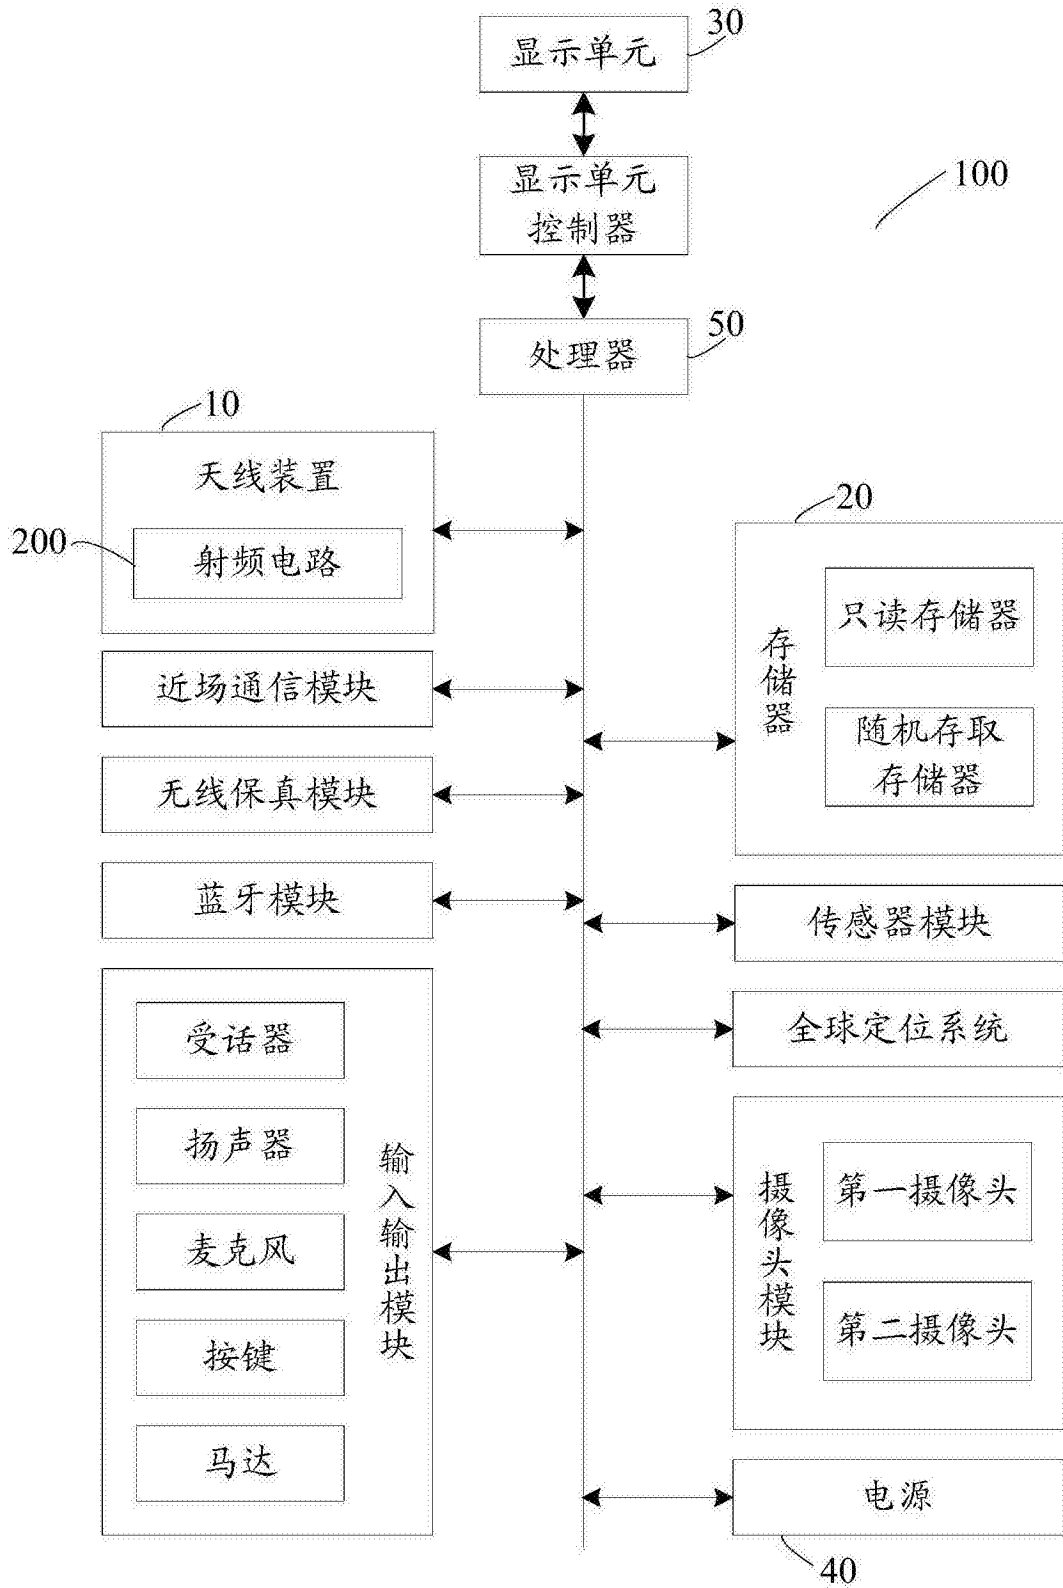 显示单元
30
显示单元
控制器
100
处理器
50
10
天线装置
200
射频电路
近场通信模块
无线保真模块
蓝牙模块
受话器
扬声器
麦克风
按键
马达
输入输出模块
20
存储器
只读存储器
随机存取
存储器
传感器模块
全球定位系统
摄像头模块
第一摄像头
第二摄像头
电源
40